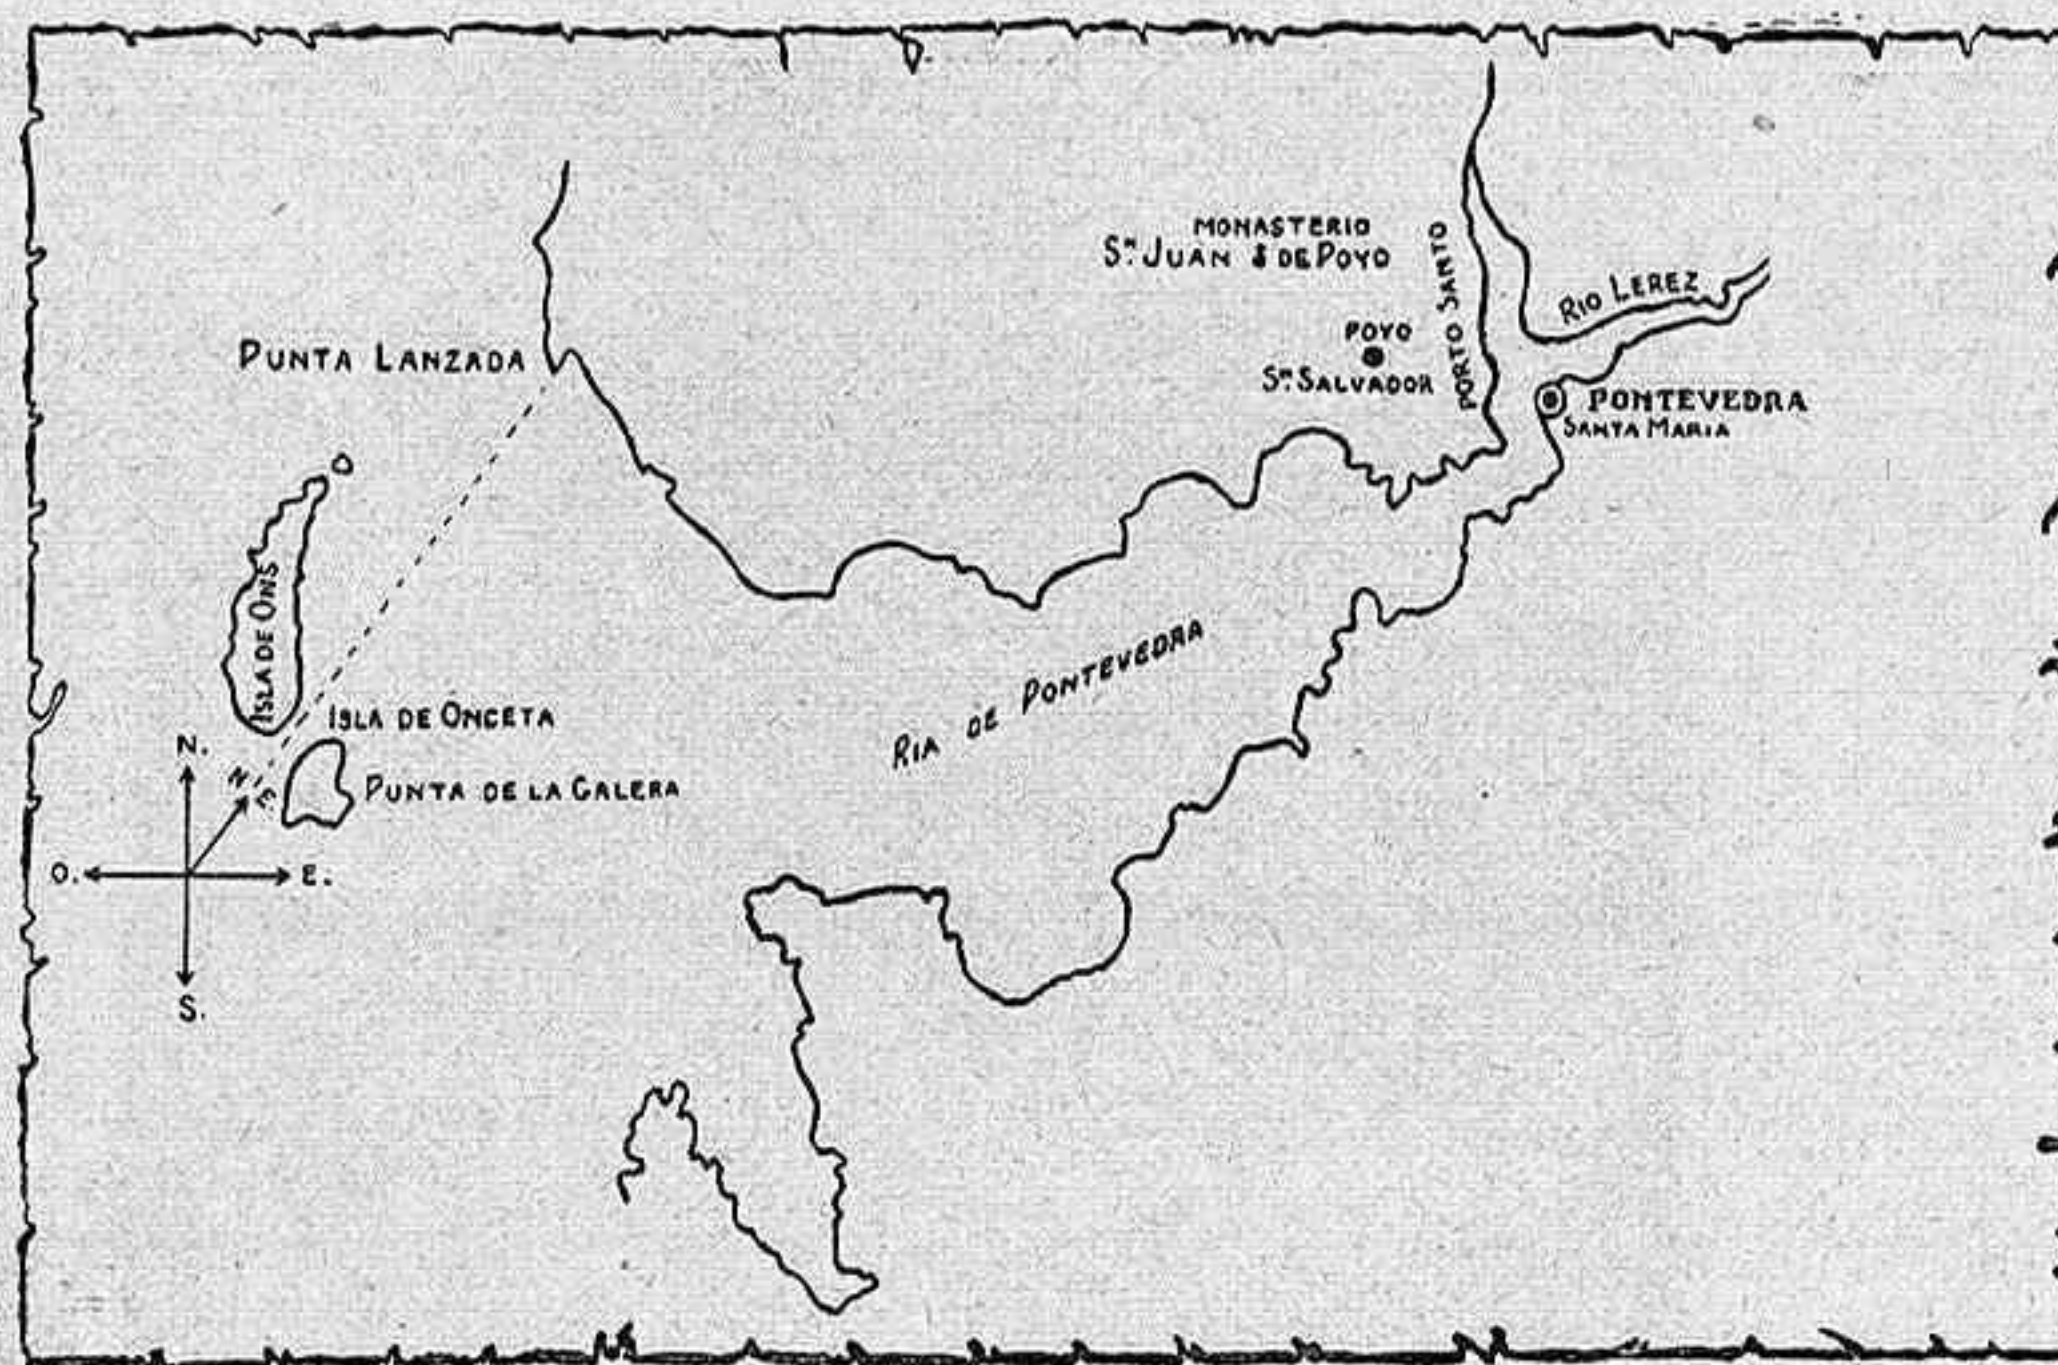 MONASTERIO
Sn. JUAN DE POYO
PORTO SANTO
RIO LEREZ
POYO
Sn. SALVADOR
PUNTA LANZADA
PONTEVEDRA
SANTA MARIA
ISLA DE ONS
RIA DE PONTEVEDRA
ISLA DE ONCETA
PUNTA DE LA GALERA
N.
N.E.
O.
E.
S.